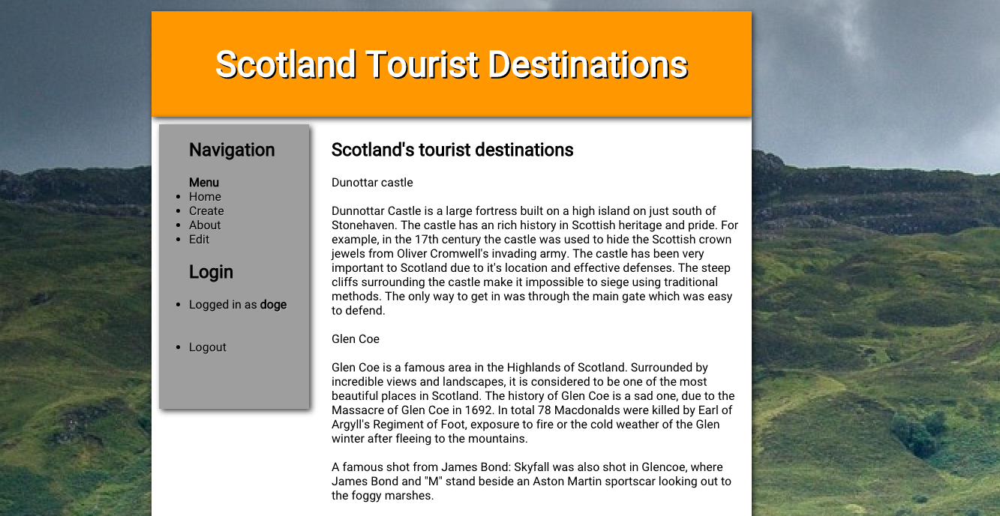 Scotland Tourist Destinations
Navigation
Menu
Home
Create
About
Edit
Login
Logged in as doge
Logout
Scotland's tourist destinations
Dunottar castle
Dunnottar Castle is a large fortress built on a high island on just south of
Stonehaven. The castle has an rich history in Scottish heritage and pride. For
example, in the 17th century the castle was used to hide the Scottish crown
jewels from Oliver Cromwell's invading army. The castle has been very
important to Scotland due to it's location and effective defenses. The steep
cliffs surrounding the castle make it impossible to siege using traditional
methods. The only way to get in was through the main gate which was easy
to defend.
Glen Coe
Glen Coe is a famous area in the Highlands of Scotland. Surrounded by
incredible views and landscapes, it is considered to be one of the most
beautiful places in Scotland. The history of Glen Coe is a sad one, due to the
Massacre of Glen Coe in 1692. In total 78 Macdonalds were killed by Earl of
Argyll's Regiment of Foot, exposure to fire or the cold weather of the Glen
winter after fleeing to the mountains.
A famous shot from James Bond: Skyfall was also shot in Glencoe, where
James Bond and "M" stand beside an Aston Martin sportscar looking out to
the foggy marshes.